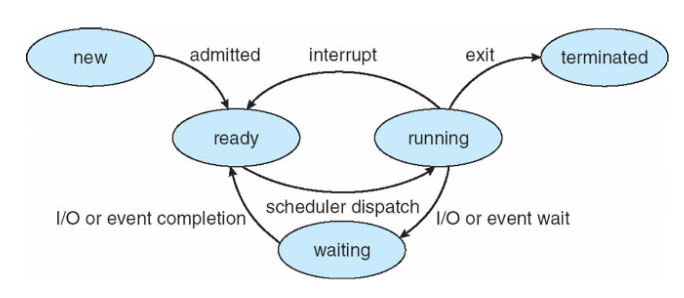 new
admitted
interrupt
exit
terminated
ready
running
I/O or event completion
scheduler dispatch
I/O or event wait
waiting